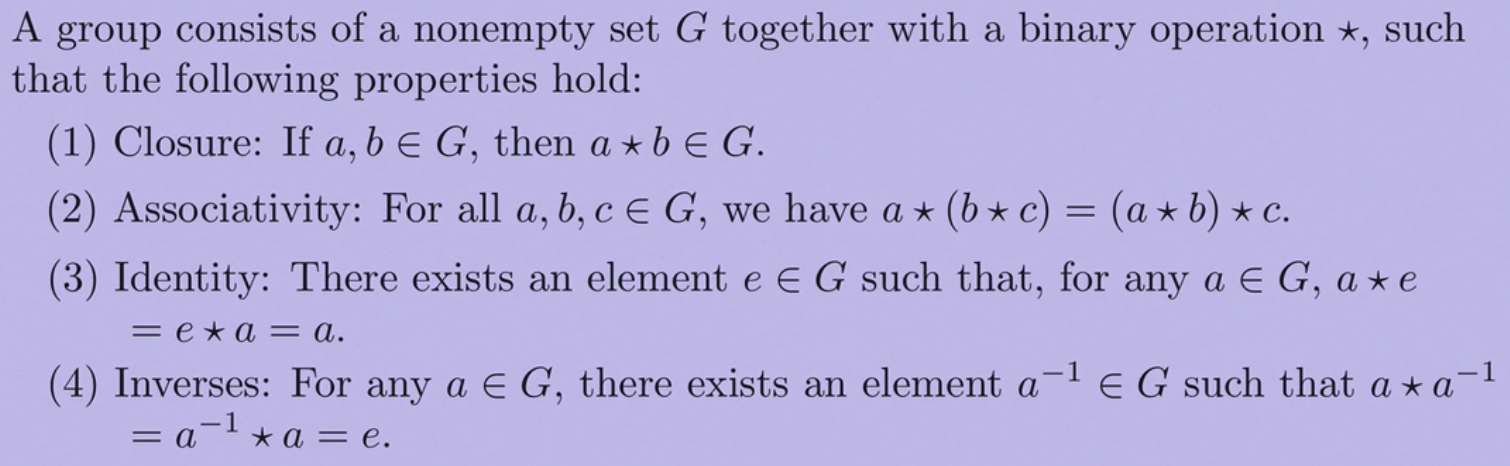 A group consists of a nonempty set G together with a binary operation ⋆, such
that the following properties hold:
(1) Closure: If a, b ∈ G, then a ⋆ b ∈ G.
(2) Associativity: For all a, b, c ∈ G, we have a ⋆ (b ⋆ c) = (a ⋆ b) ⋆ c.
(3) Identity: There exists an element e ∈ G such that, for any a ∈ G, a ⋆ e
= e ⋆ a = a.
(4) Inverses: For any a ∈ G, there exists an element a⁻¹ ∈ G such that a ⋆ a⁻¹
= a⁻¹ ⋆ a = e.